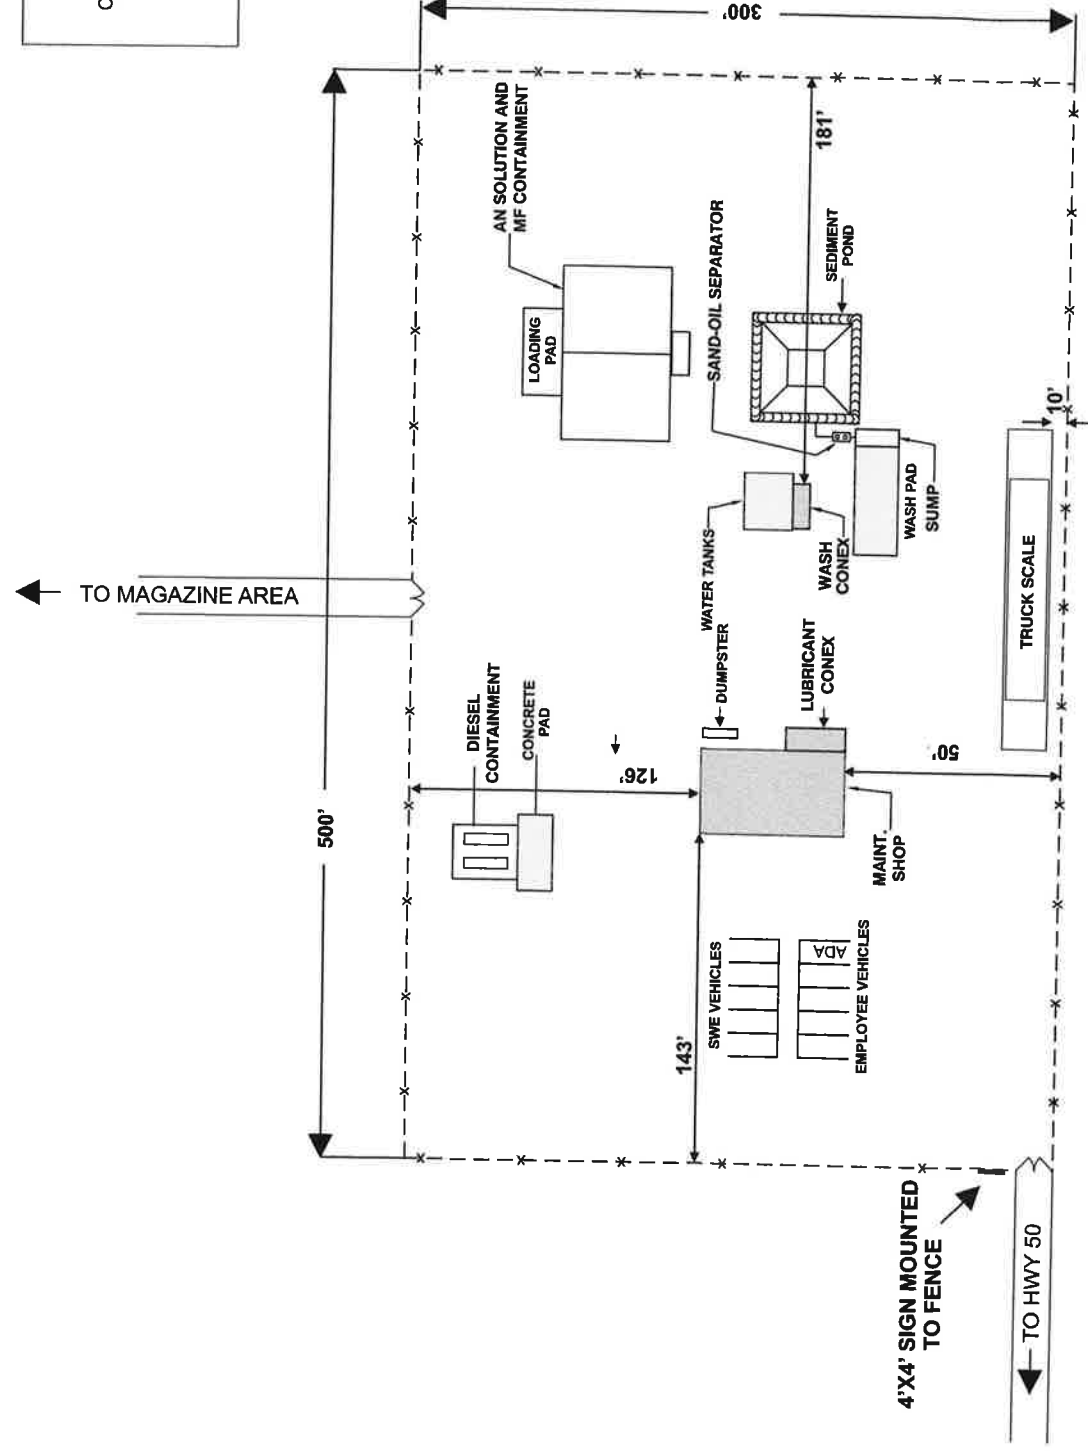 O
300'
AN SOLUTION AND
MF CONTAINMENT
181'
LOADING
PAD
SAND-OIL SEPARATOR
SEDIMENT
POND
10'
TO MAGAZINE AREA
WATER TANKS
WASH
CONEX
WASH PAD
SUMP
TRUCK SCALE
DUMPSTER
LUBRICANT
CONEX
DIESEL
CONTAINMENT
CONCRETE
PAD
126'
50'
500'
MAINT.
SHOP
SWE VEHICLES
ADA
EMPLOYEE VEHICLES
143'
4'X4' SIGN MOUNTED
TO FENCE
TO HWY 50